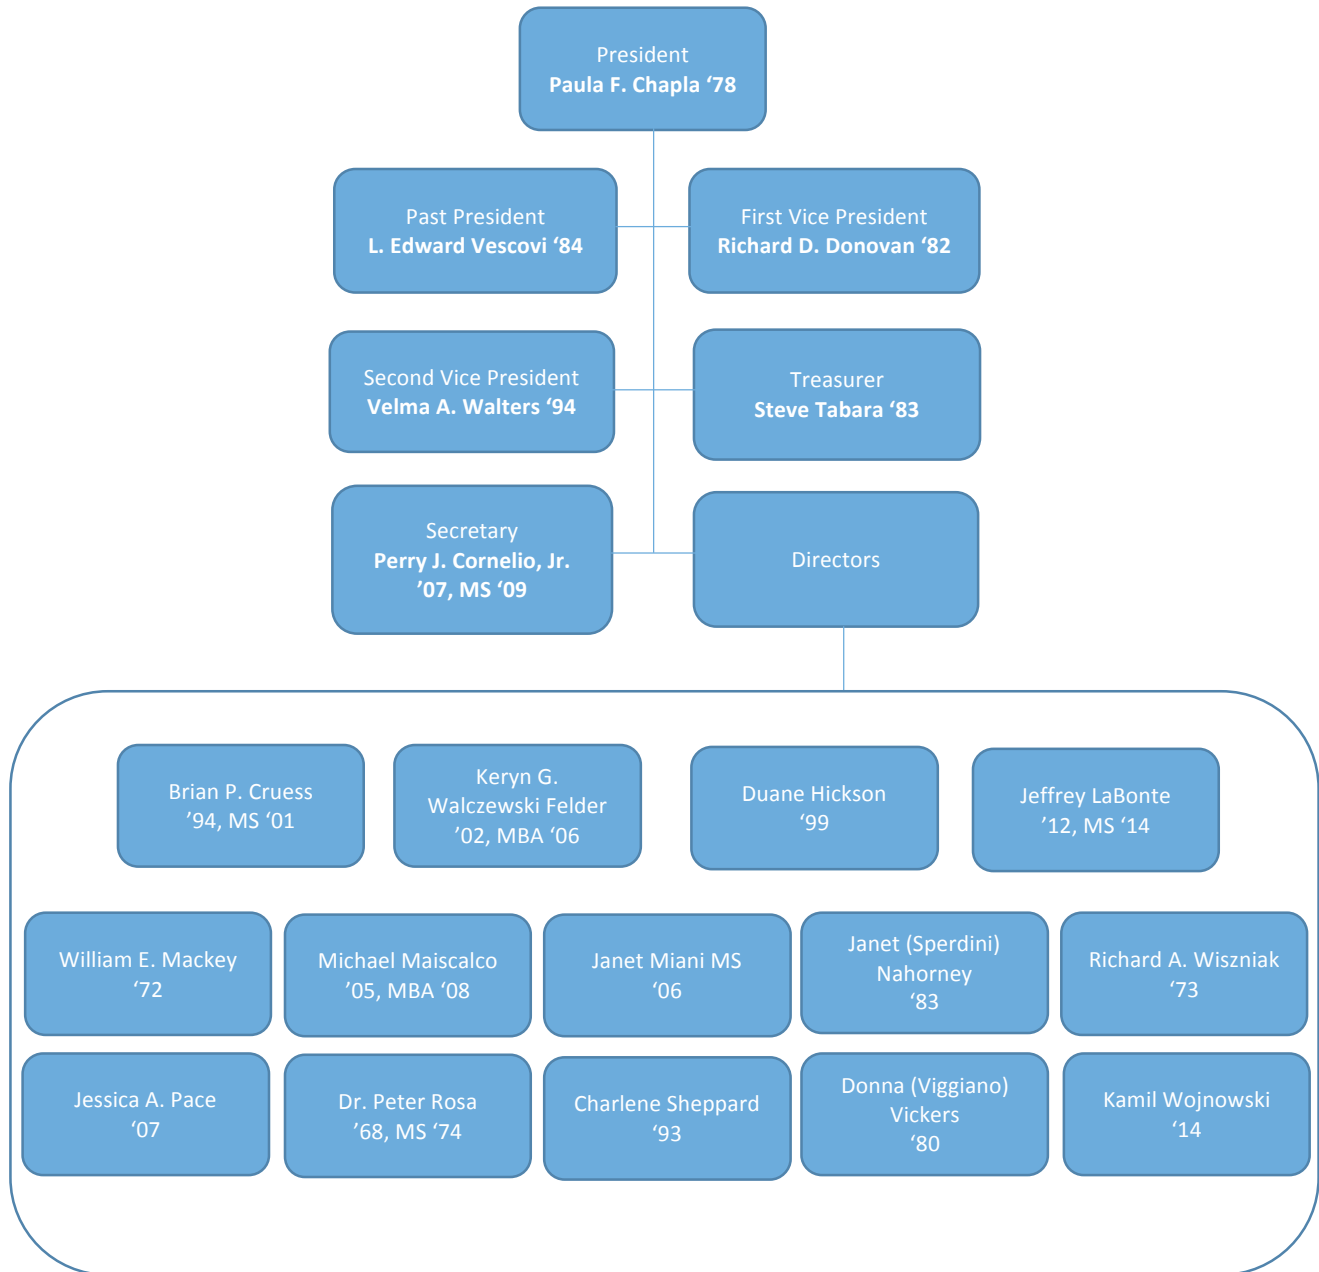 President
Paula F. Chapla ‘78
Past President
L. Edward Vescovi ‘84
First Vice President
Richard D. Donovan ‘82
Second Vice President
Velma A. Walters ‘94
Treasurer
Steve Tabara ‘83
Secretary
Perry J. Cornelio, Jr.
’07, MS ‘09
Directors
Brian P. Cruess
’94, MS ‘01
Keryn G.
Walczewski Felder
’02, MBA ‘06
Duane Hickson
‘99
Jeffrey LaBonte
’12, MS ‘14
William E. Mackey
‘72
Michael Maiscalco
’05, MBA ‘08
Janet Miani MS
‘06
Janet (Sperdini)
Nahorney
‘83
Richard A. Wiszniak
‘73
Jessica A. Pace
‘07
Dr. Peter Rosa
’68, MS ‘74
Charlene Sheppard
‘93
Donna (Viggiano)
Vickers
‘80
Kamil Wojnowski
‘14